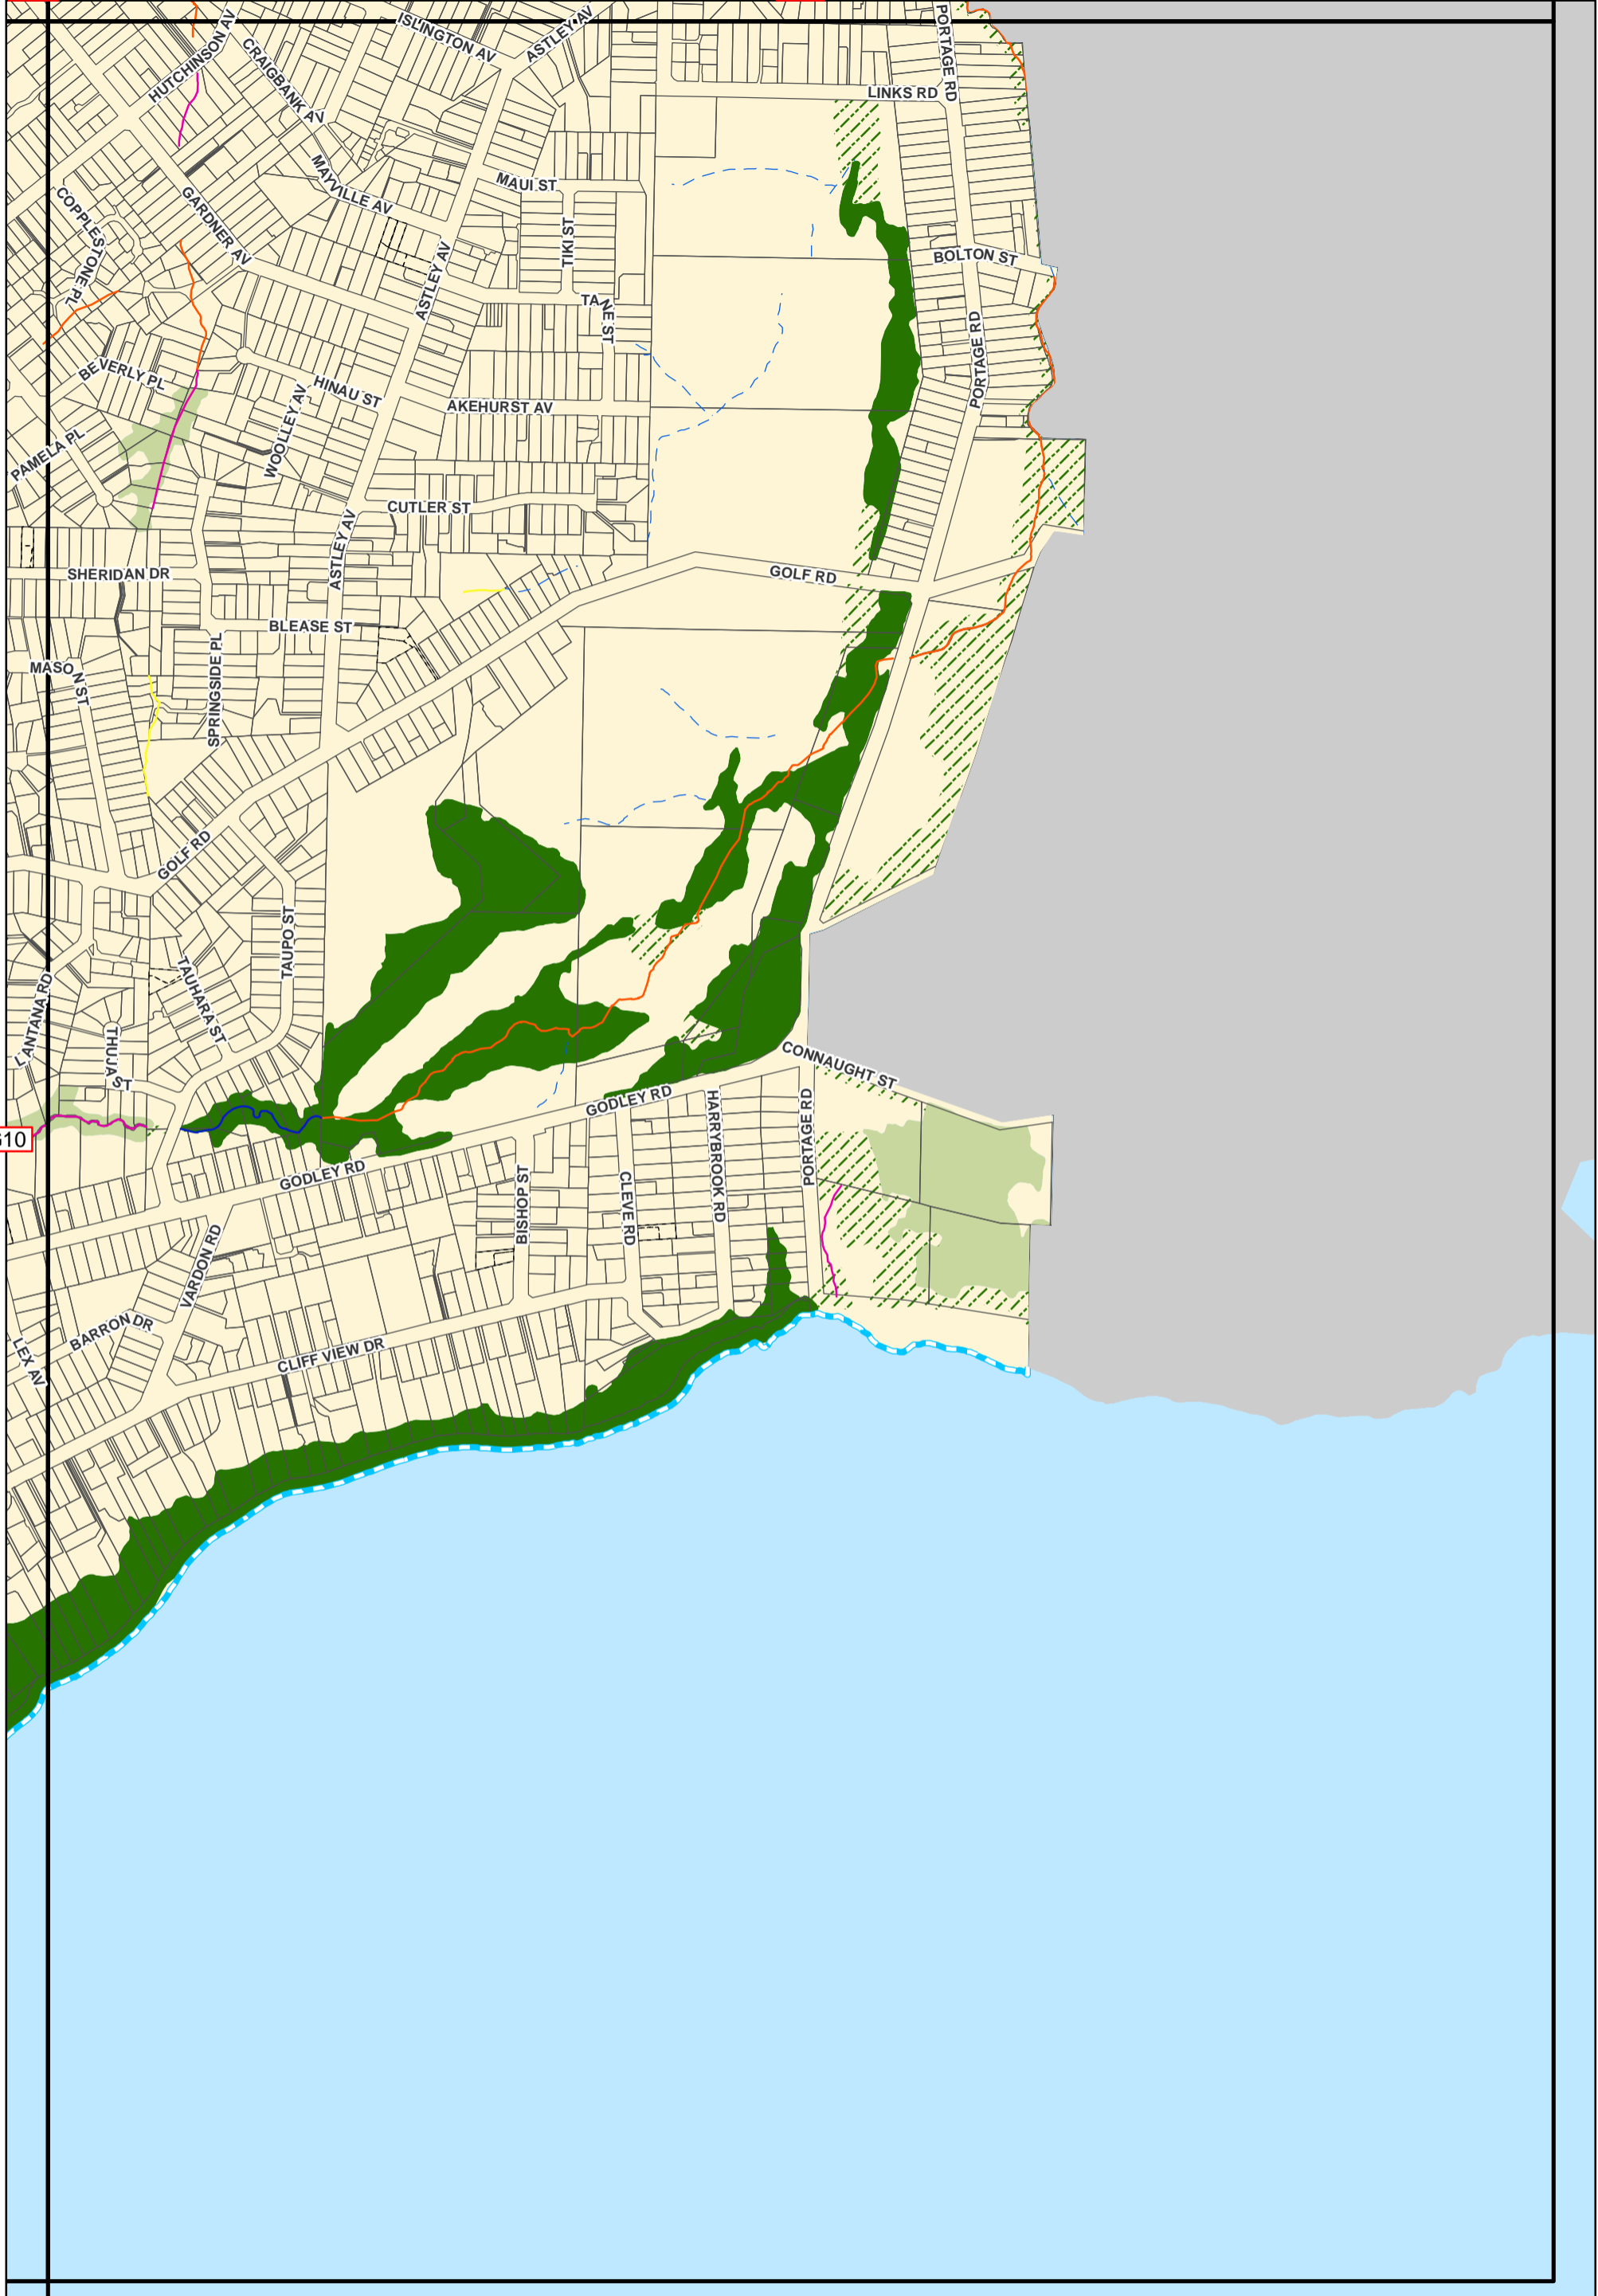 ISLINGTON AV
ASTLEY AV
PORTAGE RD
HUTCHINSON AV
CRAIGBANK AV
LINKS RD
MAYVILLE AV
MAUI ST
COPPLESTONE PL
GARDNER AV
TIKI ST
BOLTON ST
ASTLEY AV
TANE ST
PORTAGE RD
BEVERLY PL
HINAU ST
WOOLLEY AV
AKEHURST AV
PAMELA PL
CUTLER ST
ASTLEY AV
SHERIDAN DR
GOLF RD
BLEASE ST
MASON ST
SPRINGSIDE PL
GOLF RD
TAUPO ST
TAUHARA ST
LANTANA RD
THUJA ST
CONNAUGHT ST
GODLEY RD
HARRYBROOK RD
PORTAGE RD
GODLEY RD
BISHOP ST
CLEVE RD
VARDON RD
BARRON DR
CLIFF VIEW DR
LEX AV